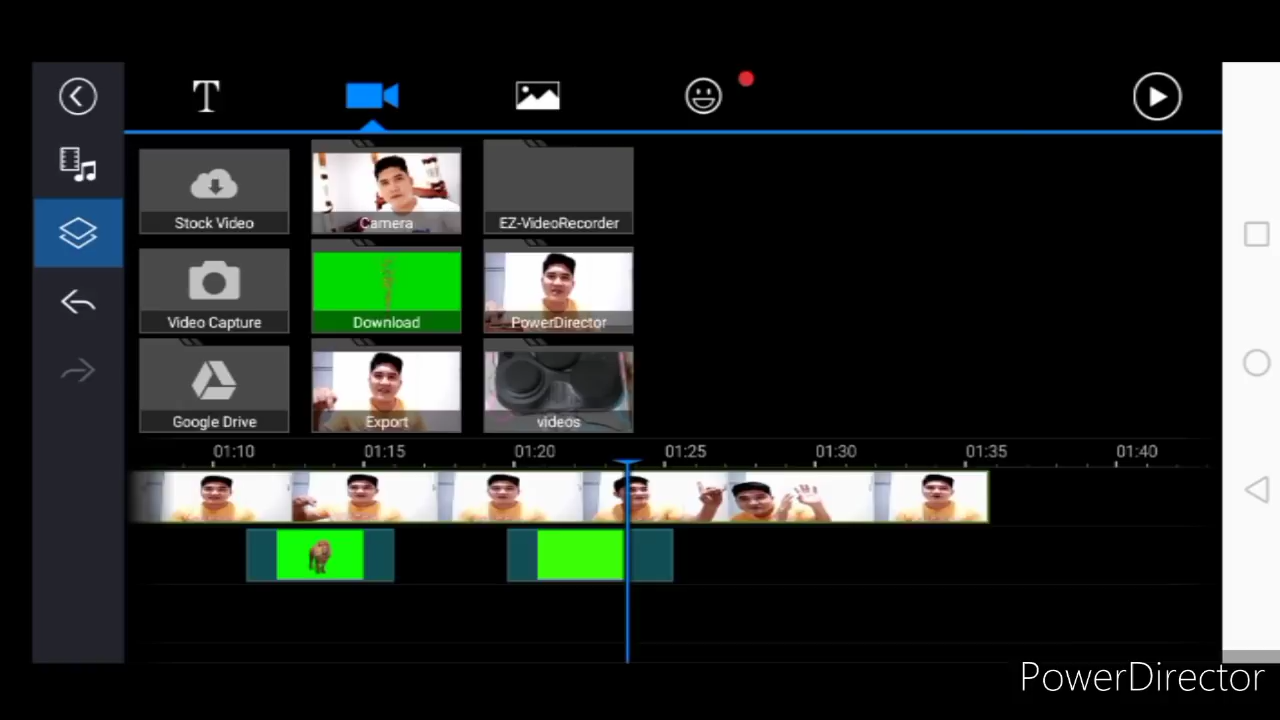 T
Stock Video
Camera
EZ-VideoRecorder
Video Capture
Download
PowerDirector
Google Drive
Export
videos
01:10
01:15
01:20
01:25
01:30
01:35
01:40
PowerDirector